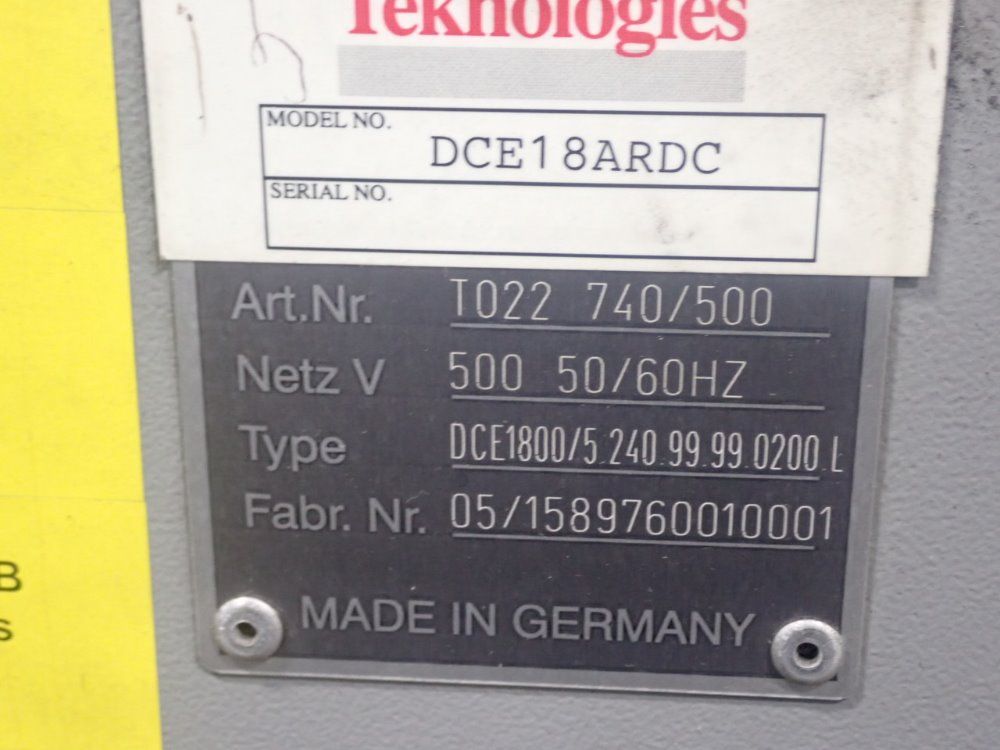 Teknologies
MODEL NO. DCE18ARDC
SERIAL NO.
Art.Nr. T022 740/500
Netz V 500 50/60HZ
Type DCE1800/5.240.99.99.0200.L
Fabr. Nr. 05/1589760010001
MADE IN GERMANY
B
s